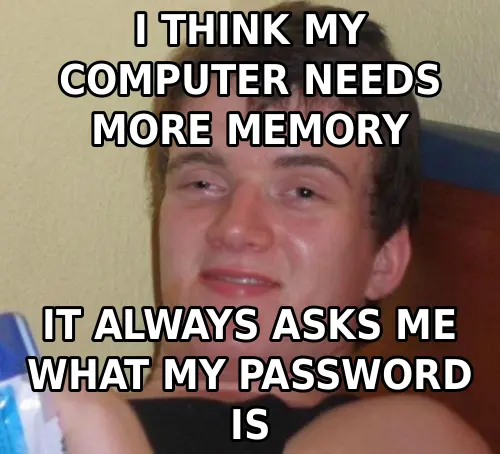 I THINK MY
COMPUTER NEEDS
MORE MEMORY
IT ALWAYS ASKS ME
WHAT MY PASSWORD
IS